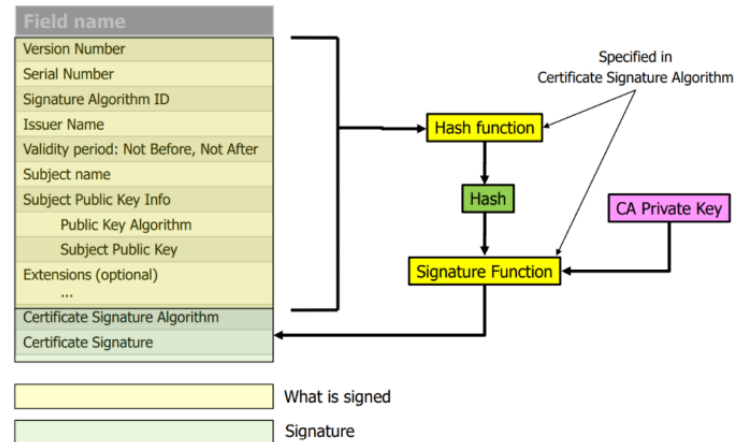 Field name
Version Number
Serial Number
Signature Algorithm ID
Issuer Name
Validity period: Not Before, Not After
Subject name
Subject Public Key Info
Public Key Algorithm
Subject Public Key
Extensions (optional)
...
Certificate Signature Algorithm
Certificate Signature
Specified in
Certificate Signature Algorithm
Hash function
Hash
CA Private Key
Signature Function
What is signed
Signature